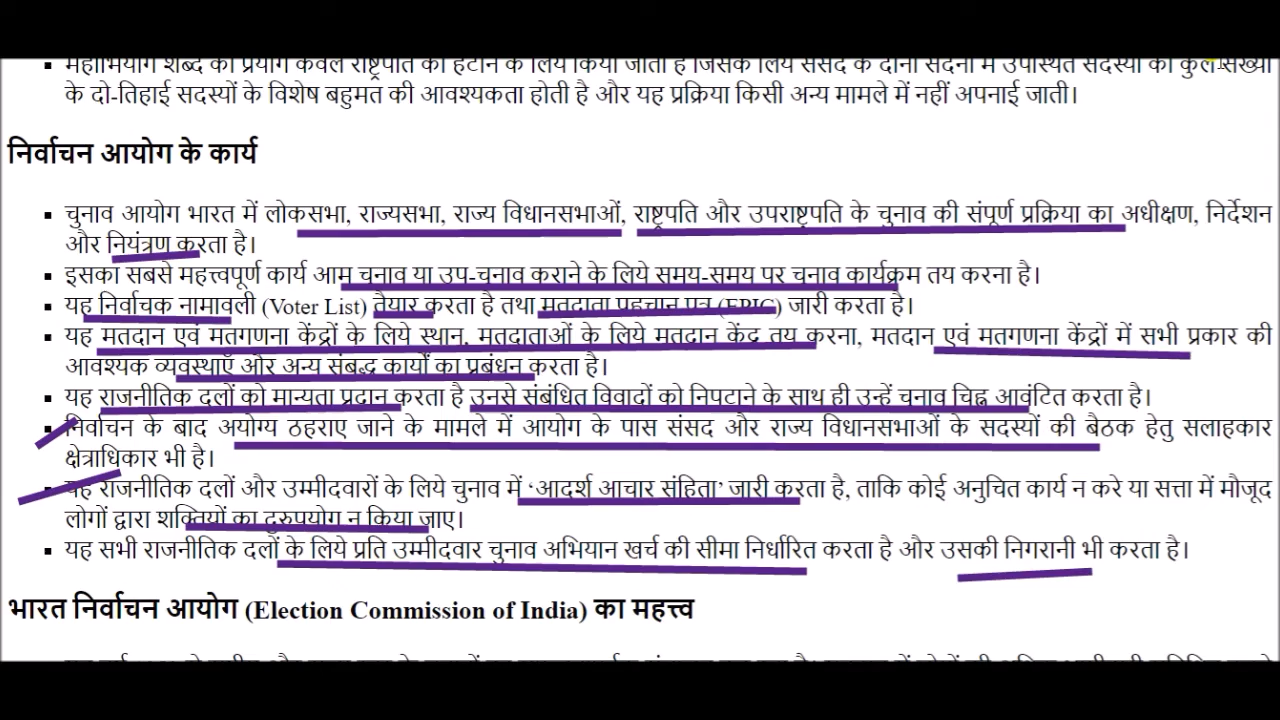 महाभियोग शब्द का प्रयोग केवल राष्ट्रपति को हटाने के लिये किया जाता है जिसके लिये संसद के दोनों सदनों में उपस्थित सदस्यों की कुल संख्या
के दो-तिहाई सदस्यों के विशेष बहुमत की आवश्यकता होती है और यह प्रक्रिया किसी अन्य मामले में नहीं अपनाई जाती।
निर्वाचन आयोग के कार्य
चुनाव आयोग भारत में लोकसभा, राज्यसभा, राज्य विधानसभाओं, राष्ट्रपति और उपराष्ट्रपति के चुनाव की संपूर्ण प्रक्रिया का अधीक्षण, निर्देशन
और नियंत्रण करता है।
इसका सबसे महत्त्वपूर्ण कार्य आम चुनाव या उप-चुनाव कराने के लिये समय-समय पर चुनाव कार्यक्रम तय करना है।
यह निर्वाचक नामावली (Voter List) तैयार करता है तथा मतदाता पहचान पत्र (EPIC) जारी करता है।
यह मतदान एवं मतगणना केंद्रों के लिये स्थान, मतदाताओं के लिये मतदान केंद्र तय करना, मतदान एवं मतगणना केंद्रों में सभी प्रकार की
आवश्यक व्यवस्थाएँ और अन्य संबद्ध कार्यों का प्रबंधन करता है।
यह राजनीतिक दलों को मान्यता प्रदान करता है उनसे संबंधित विवादों को निपटाने के साथ ही उन्हें चुनाव चिह्न आवंटित करता है।
निर्वाचन के बाद अयोग्य ठहराए जाने के मामले में आयोग के पास संसद और राज्य विधानसभाओं के सदस्यों की बैठक हेतु सलाहकार
क्षेत्राधिकार भी है।
यह राजनीतिक दलों और उम्मीदवारों के लिये चुनाव में ‘आदर्श आचार संहिता’ जारी करता है, ताकि कोई अनुचित कार्य न करे या सत्ता में मौजूद
लोगों द्वारा शक्तियों का दुरुपयोग न किया जाए।
यह सभी राजनीतिक दलों के लिये प्रति उम्मीदवार चुनाव अभियान खर्च की सीमा निर्धारित करता है और उसकी निगरानी भी करता है।
भारत निर्वाचन आयोग (Election Commission of India) का महत्त्व